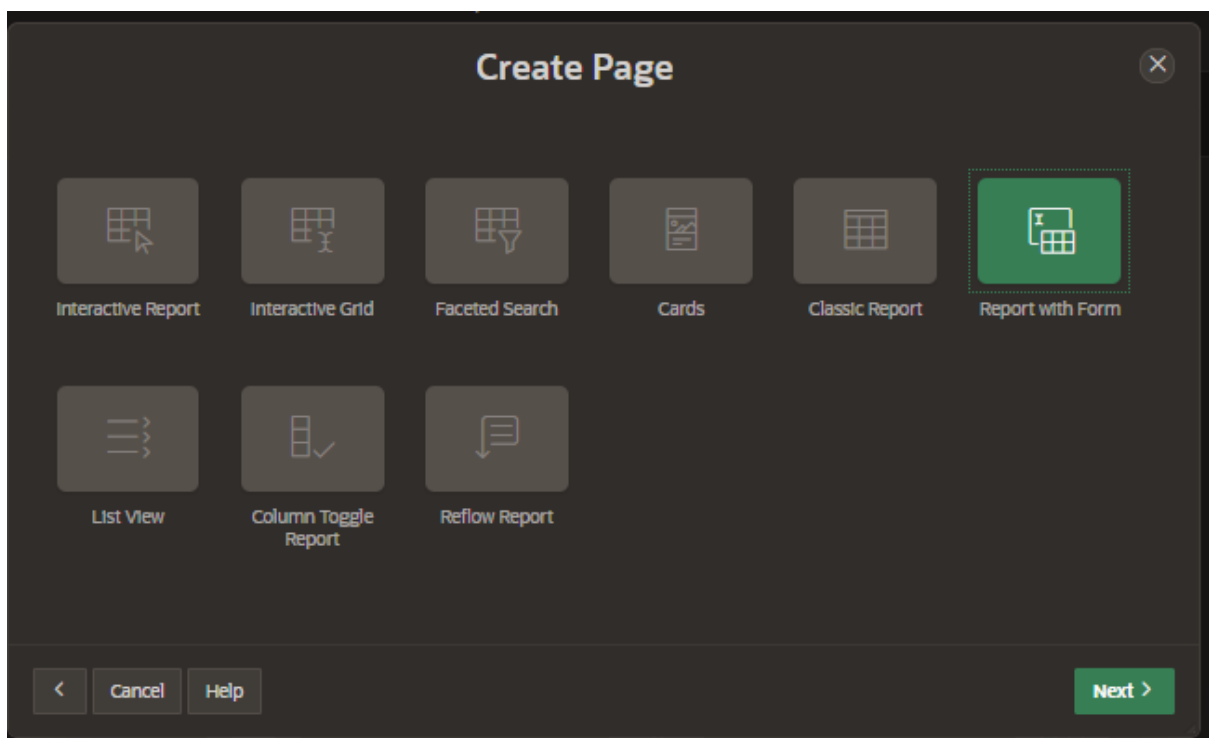 Create Page
Interactive Report
Interactive Grid
Faceted Search
Cards
Classic Report
Report with Form
List View
Column Toggle
Report
Reflow Report
Cancel
Help
Next